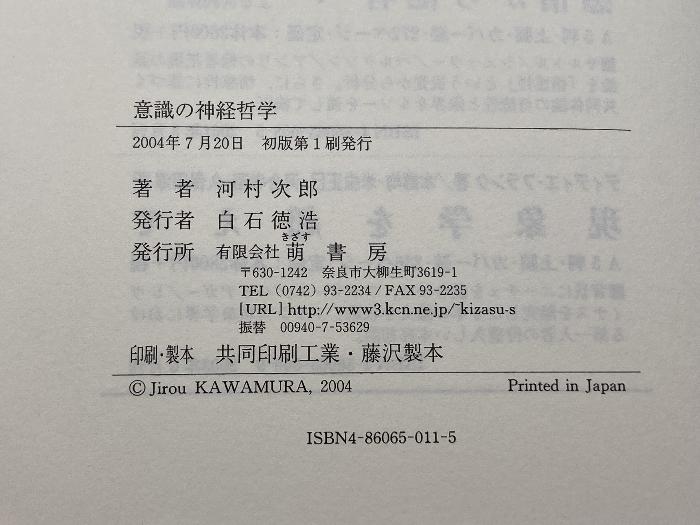 意識の神経哲学
2004年7月20日 初版第1刷発行
著者 河村次郎
発行者 白石徳浩
きざす
発行所 有限会社 萌書房
〒630-1242 奈良市大柳生町3619-1
TEL (0742) 93-2234 / FAX 93-2235
[URL] http://www3.kcn.ne.jp/~kizasu-s
振替 00940-7-53629
印刷・製本 共同印刷工業・藤沢製本
© Jirou KAWAMURA, 2004 Printed in Japan
ISBN4-86065-011-5